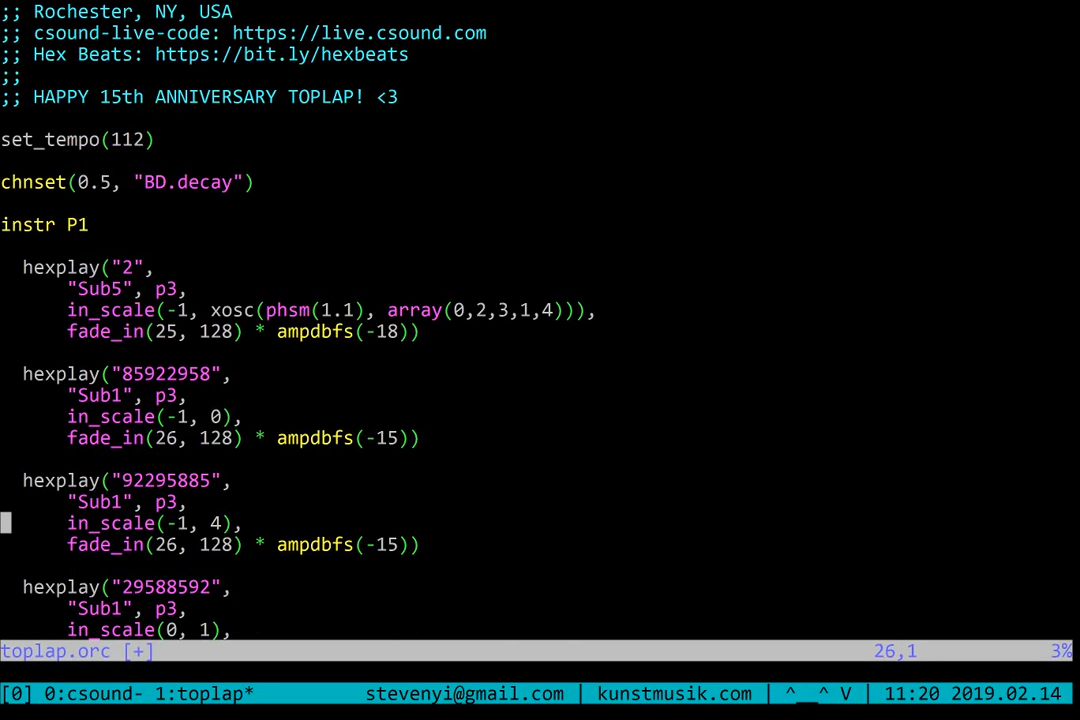 ;; Rochester, NY, USA
;; csound-live-code: https://live.csound.com
;; Hex Beats: https://bit.ly/hexbeats
;;
;; HAPPY 15th ANNIVERSARY TOPLAP! <3
set_tempo(112)
chnset(0.5, "BD.decay")
instr P1
hexplay("2",
"Sub5", p3,
in_scale(-1, xosc(phsm(1.1), array(0,2,3,1,4))),
fade_in(25, 128) * ampdbfs(-18))
hexplay("85922958",
"Sub1", p3,
in_scale(-1, 0),
fade_in(26, 128) * ampdbfs(-15))
hexplay("92295885",
"Sub1", p3,
in_scale(-1, 4),
fade_in(26, 128) * ampdbfs(-15))
hexplay("29588592",
"Sub1", p3,
in_scale(0, 1),
toplap.orc [+] 26,1 3%
[0] 0:csound- 1:toplap* stevenyi@gmail.com | kunstmusik.com | ^__^ V | 11:20 2019.02.14